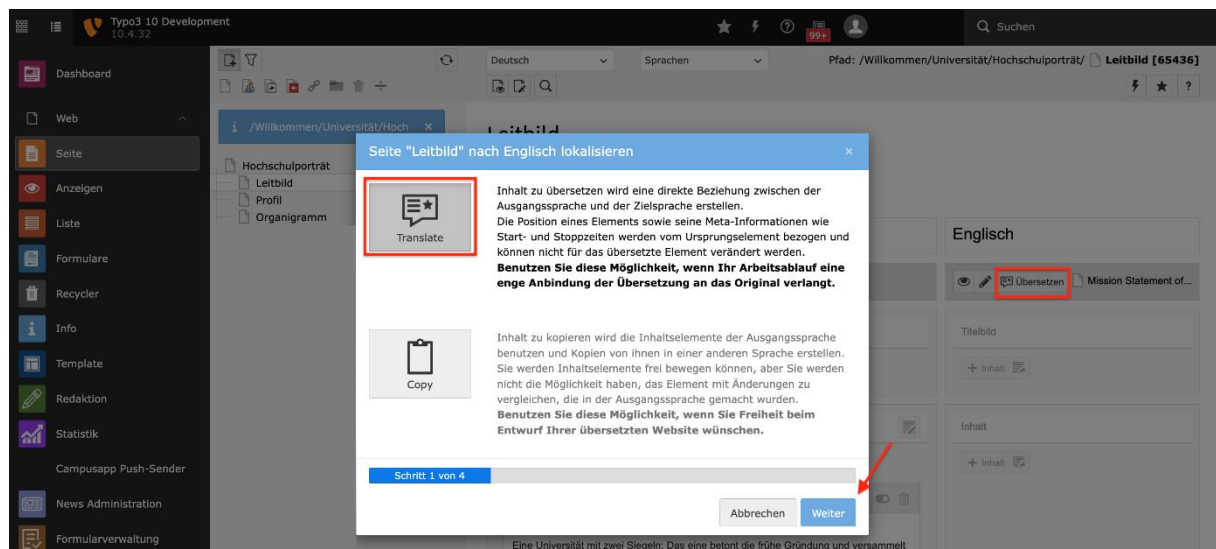 Typo3 10 Development
10.4.32
99+
Suchen
Dashboard
Web
Seite
Anzeigen
Liste
Formulare
Recycler
Info
Template
Redaktion
Statistik
Campusapp Push-Sender
News Administration
Formularverwaltung
/Willkommen/Universität/Hoch
Hochschulporträt
Leitbild
Profil
Organigramm
Deutsch
Sprachen
Pfad: /Willkommen/Universität/Hochschulporträt/ Leitbild [65436]
Leitbild
Seite "Leitbild" nach Englisch lokalisieren
Translate
Inhalt zu übersetzen wird eine direkte Beziehung zwischen der
Ausgangssprache und der Zielsprache erstellen.
Die Position eines Elements sowie seine Meta-Informationen wie
Start- und Stoppzeiten werden vom Ursprungselement bezogen und
können nicht für das übersetzte Element verändert werden.
Benutzen Sie diese Möglichkeit, wenn Ihr Arbeitsablauf eine
enge Anbindung der Übersetzung an das Original verlangt.
Copy
Inhalt zu kopieren wird die Inhaltselemente der Ausgangssprache
benutzen und Kopien von ihnen in einer anderen Sprache erstellen.
Sie werden Inhaltselemente frei bewegen können, aber Sie werden
nicht die Möglichkeit haben, das Element mit Änderungen zu
vergleichen, die in der Ausgangssprache gemacht wurden.
Benutzen Sie diese Möglichkeit, wenn Sie Freiheit beim
Entwurf Ihrer übersetzten Website wünschen.
Schritt 1 von 4
Abbrechen
Weiter
Englisch
Übersetzen
Mission Statement of...
Titelbild
+ Inhalt
Inhalt
+ Inhalt
Eine Universität mit zwei Siegeln: Das eine betont die frühe Gründung und versammelt